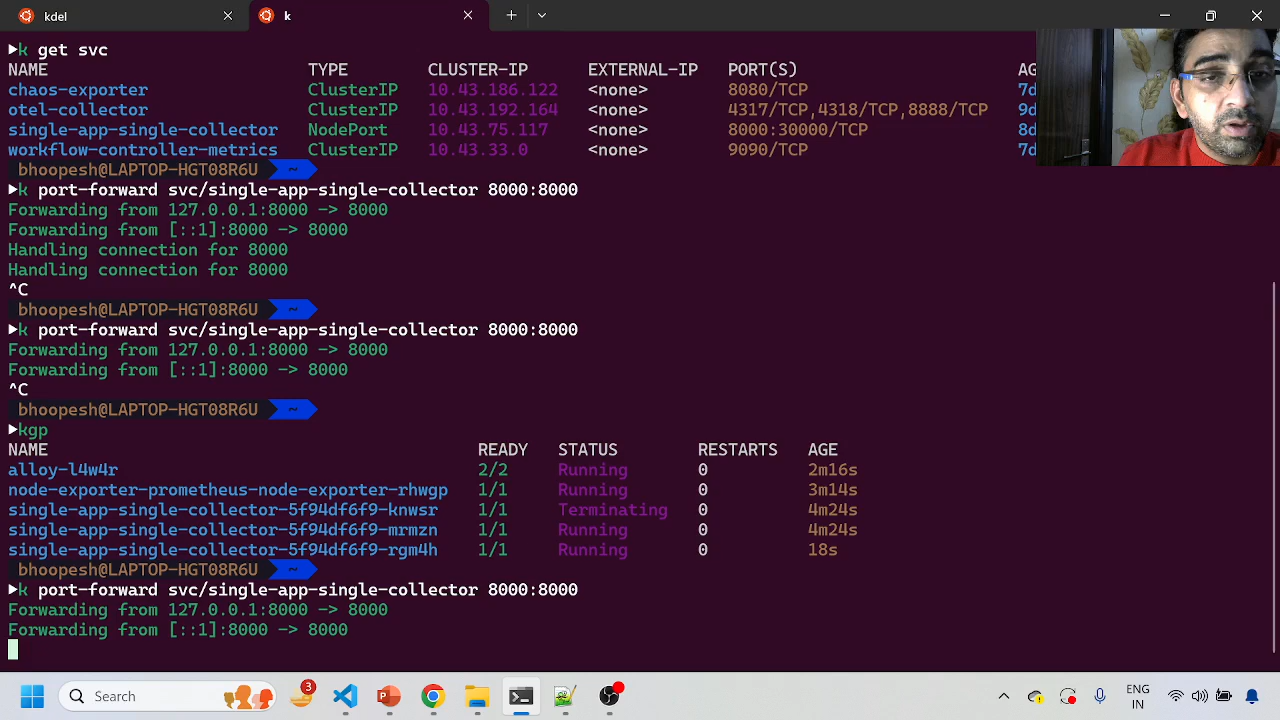 kdel
k
k get svc
NAME TYPE CLUSTER-IP EXTERNAL-IP PORT(S) AG
chaos-exporter ClusterIP 10.43.186.122 <none> 8080/TCP 7d
otel-collector ClusterIP 10.43.192.164 <none> 4317/TCP,4318/TCP,8888/TCP 9d
single-app-single-collector NodePort 10.43.75.117 <none> 8000:30000/TCP 8d
workflow-controller-metrics ClusterIP 10.43.33.0 <none> 9090/TCP 7d
bhoopesh@LAPTOP-HGT08R6U ~
k port-forward svc/single-app-single-collector 8000:8000
Forwarding from 127.0.0.1:8000 -> 8000
Forwarding from [::1]:8000 -> 8000
Handling connection for 8000
Handling connection for 8000
^C
bhoopesh@LAPTOP-HGT08R6U ~
k port-forward svc/single-app-single-collector 8000:8000
Forwarding from 127.0.0.1:8000 -> 8000
Forwarding from [::1]:8000 -> 8000
^C
bhoopesh@LAPTOP-HGT08R6U ~
kgp
NAME READY STATUS RESTARTS AGE
alloy-l4w4r 2/2 Running 0 2m16s
node-exporter-prometheus-node-exporter-rhwgp 1/1 Running 0 3m14s
single-app-single-collector-5f94df6f9-knwsr 1/1 Terminating 0 4m24s
single-app-single-collector-5f94df6f9-mrmzn 1/1 Running 0 4m24s
single-app-single-collector-5f94df6f9-rgm4h 1/1 Running 0 18s
bhoopesh@LAPTOP-HGT08R6U ~
k port-forward svc/single-app-single-collector 8000:8000
Forwarding from 127.0.0.1:8000 -> 8000
Forwarding from [::1]:8000 -> 8000
Search
3
ENG
IN